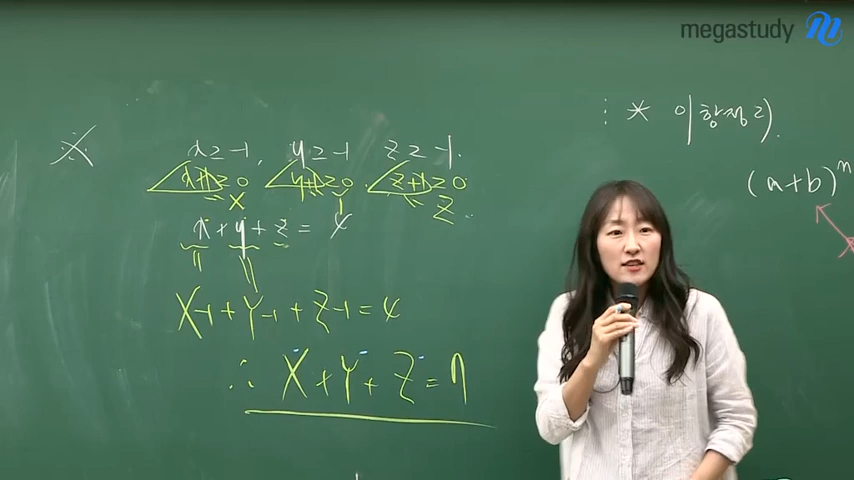 megastudy
※ x≥-1, y≥-1 z≥-1.
x+1≥0 y+1≥0 z+1≥0
X Y Z
x+y+z=4
X-1+Y-1+Z-1=4
∴ X+Y+Z=7
* 이항정리.
(a+b)^n